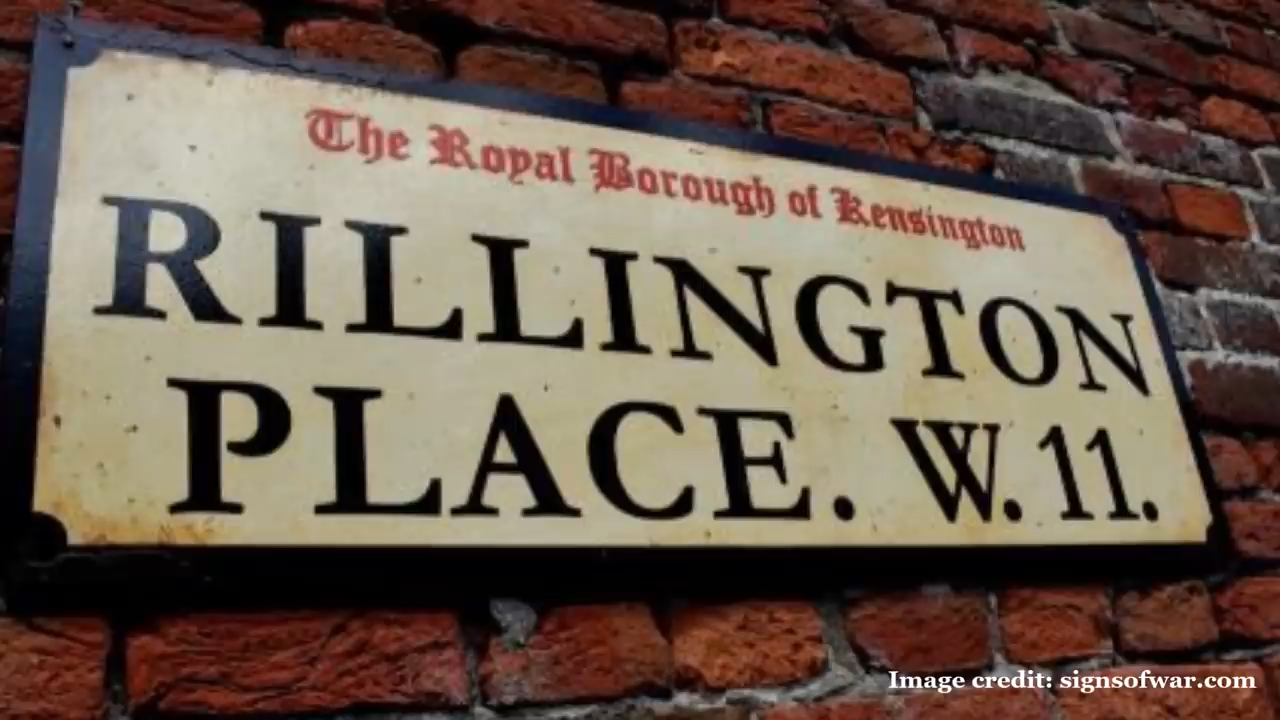 The Royal Borough of Kensington
RILLINGTON
PLACE. W. 11.
Image credit: signsofwar.com